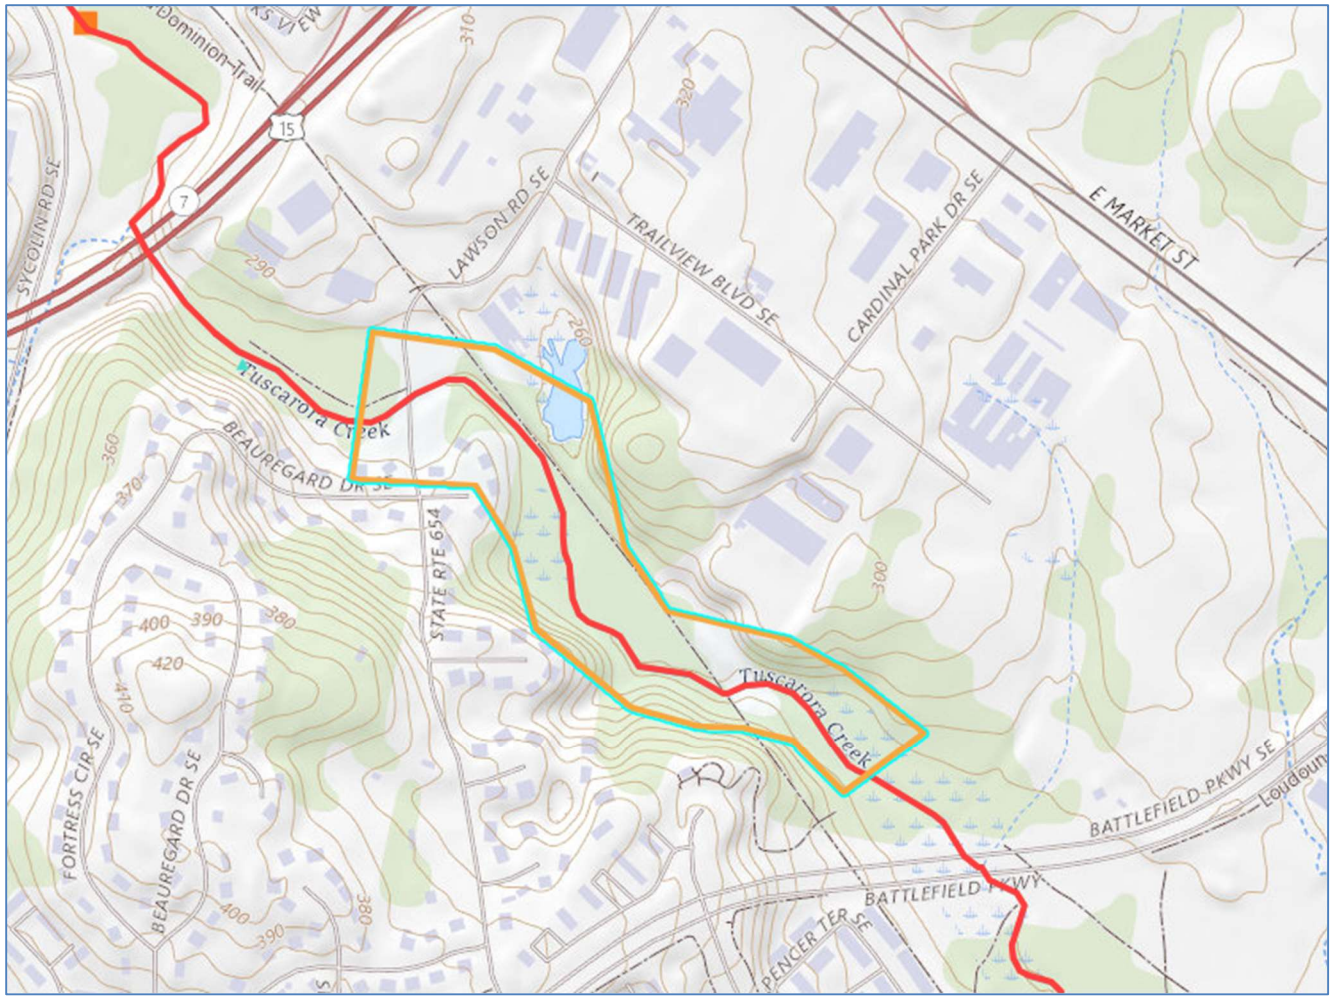 Dominion Trail
KS VIEW
310
15
320
7
SYCOLIN RD SE
LAWSON RD SE
290
TRAILVIEW BLVD SE
CARDINAL PARK DR SE
E MARKET ST
260
Tuscarora Creek
BEAUREGARD DR SE
360
370
STATE RTE 654
300
400
390
380
420
410
Tuscarora Creek
FORTRESS CIR SE
BEAUREGARD DR SE
BATTLEFIELD PKWY SE
Loudoun
BATTLEFIELD PKWY
SPENCER TER SE
400
390
380
S